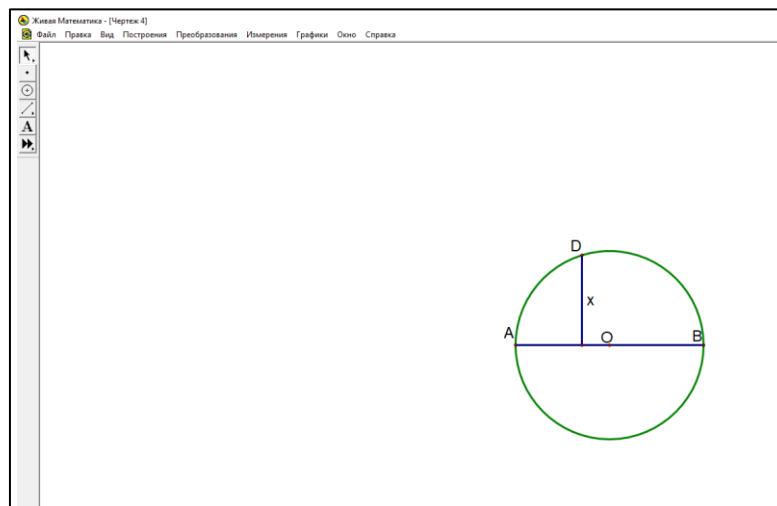 Живая Математика - [Чертеж 4]
Файл Правка Вид Построения Преобразования Измерения Графики Окно Справка
A
D
x
A O B